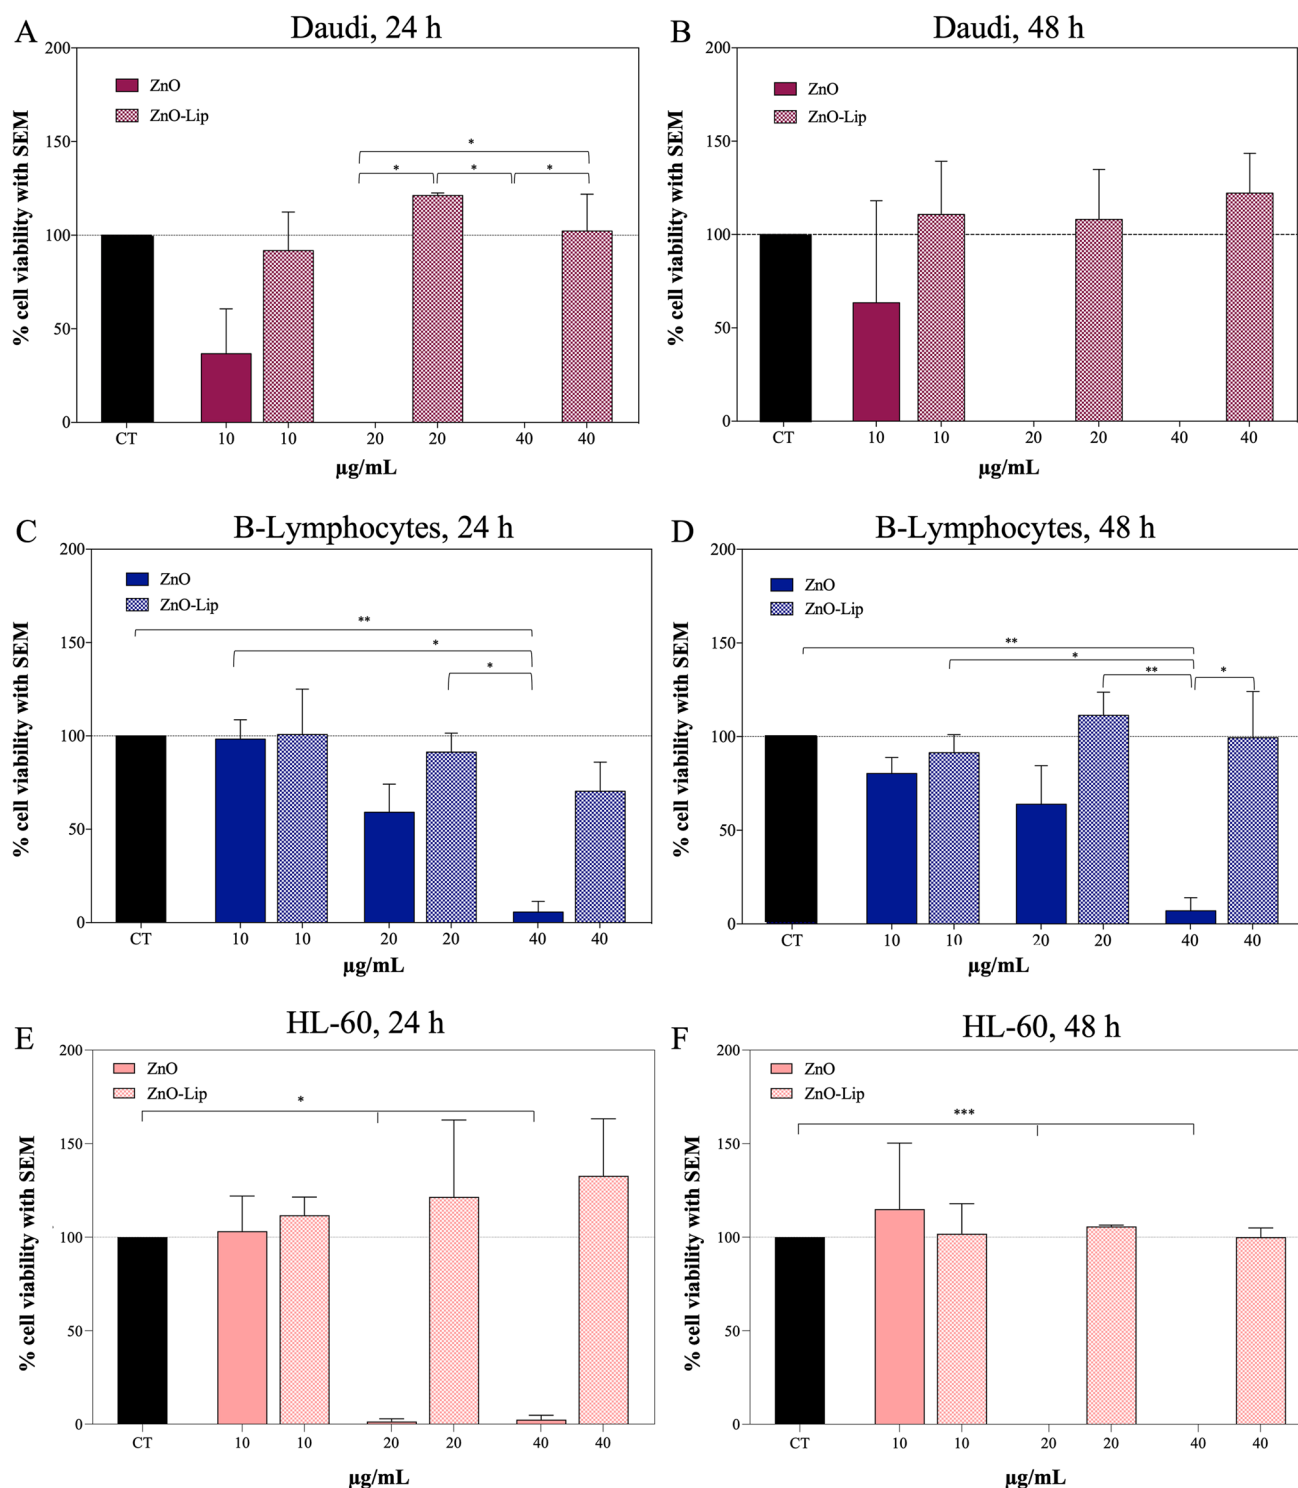 A
Daudi, 24 h
200
150
100
50
0
% cell viability with SEM
ZnO
ZnO-Lip
*
* * *
CT 10 10 20 20 40 40
µg/mL
B
Daudi, 48 h
200
150
100
50
0
% cell viability with SEM
ZnO
ZnO-Lip
CT 10 10 20 20 40 40
µg/mL
C
B-Lymphocytes, 24 h
200
150
100
50
0
% cell viability with SEM
ZnO
ZnO-Lip
**
*
*
CT 10 10 20 20 40 40
µg/mL
D
B-Lymphocytes, 48 h
200
150
100
50
0
% cell viability with SEM
ZnO
ZnO-Lip
**
*
** *
CT 10 10 20 20 40 40
µg/mL
E
HL-60, 24 h
200
150
100
50
0
% cell viability with SEM
ZnO
ZnO-Lip
*
CT 10 10 20 20 40 40
µg/mL
F
HL-60, 48 h
200
150
100
50
0
% cell viability with SEM
ZnO
ZnO-Lip
***
CT 10 10 20 20 40 40
µg/mL